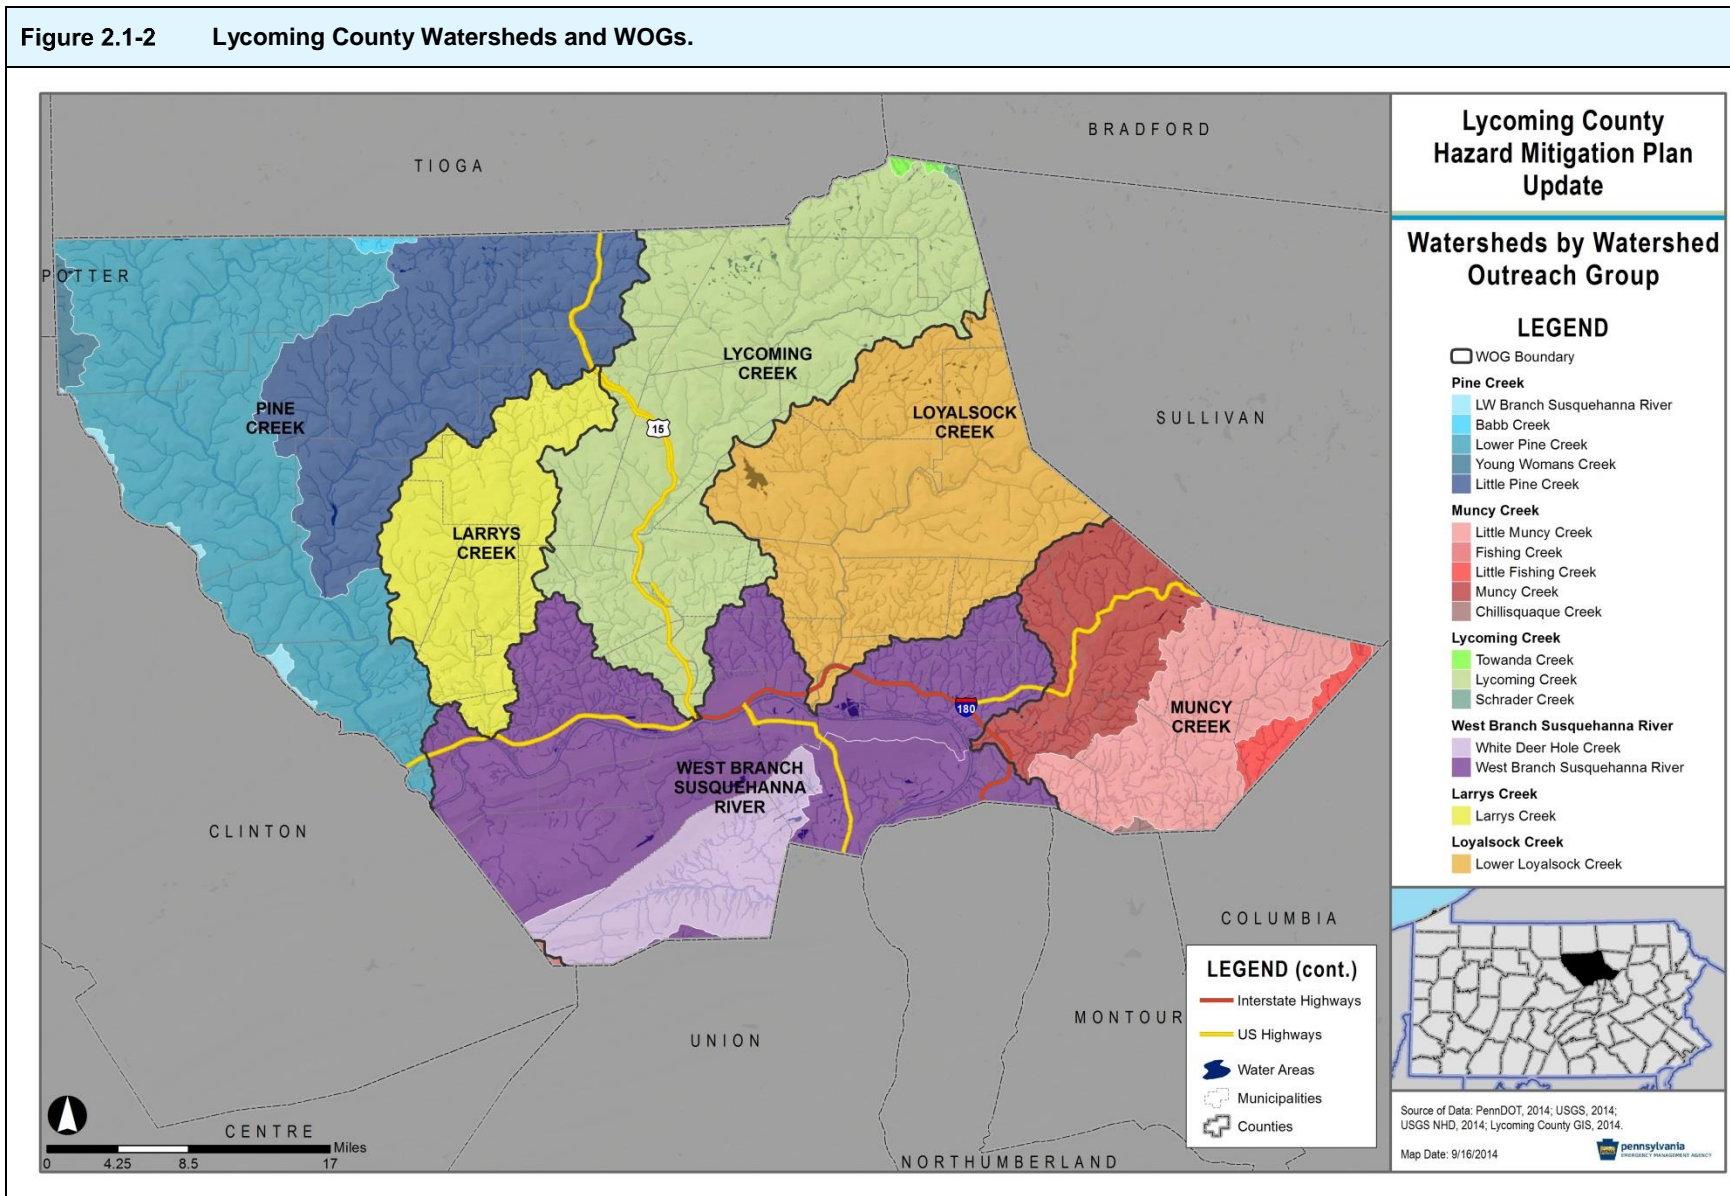 Figure 2.1-2 Lycoming County Watersheds and WOGs.
BRADFORD
TIOGA
POTTER
LYCOMING
CREEK
PINE
CREEK
15
LOYALSOCK
CREEK
SULLIVAN
LARRYS
CREEK
180
MUNCY
CREEK
WEST BRANCH
SUSQUEHANNA
RIVER
CLINTON
COLUMBIA
MONTOUR
UNION
CENTRE
NORTHUMBERLAND
Miles
0 4.25 8.5 17
LEGEND (cont.)
Interstate Highways
US Highways
Water Areas
Municipalities
Counties
Lycoming County
Hazard Mitigation Plan
Update
Watersheds by Watershed
Outreach Group
LEGEND
WOG Boundary
Pine Creek
LW Branch Susquehanna River
Babb Creek
Lower Pine Creek
Young Womans Creek
Little Pine Creek
Muncy Creek
Little Muncy Creek
Fishing Creek
Little Fishing Creek
Muncy Creek
Chillisquaque Creek
Lycoming Creek
Towanda Creek
Lycoming Creek
Schrader Creek
West Branch Susquehanna River
White Deer Hole Creek
West Branch Susquehanna River
Larrys Creek
Larrys Creek
Loyalsock Creek
Lower Loyalsock Creek
Source of Data: PennDOT, 2014; USGS, 2014;
USGS NHD, 2014; Lycoming County GIS, 2014.
Map Date: 9/16/2014
pennsylvania
EMERGENCY MANAGEMENT AGENCY